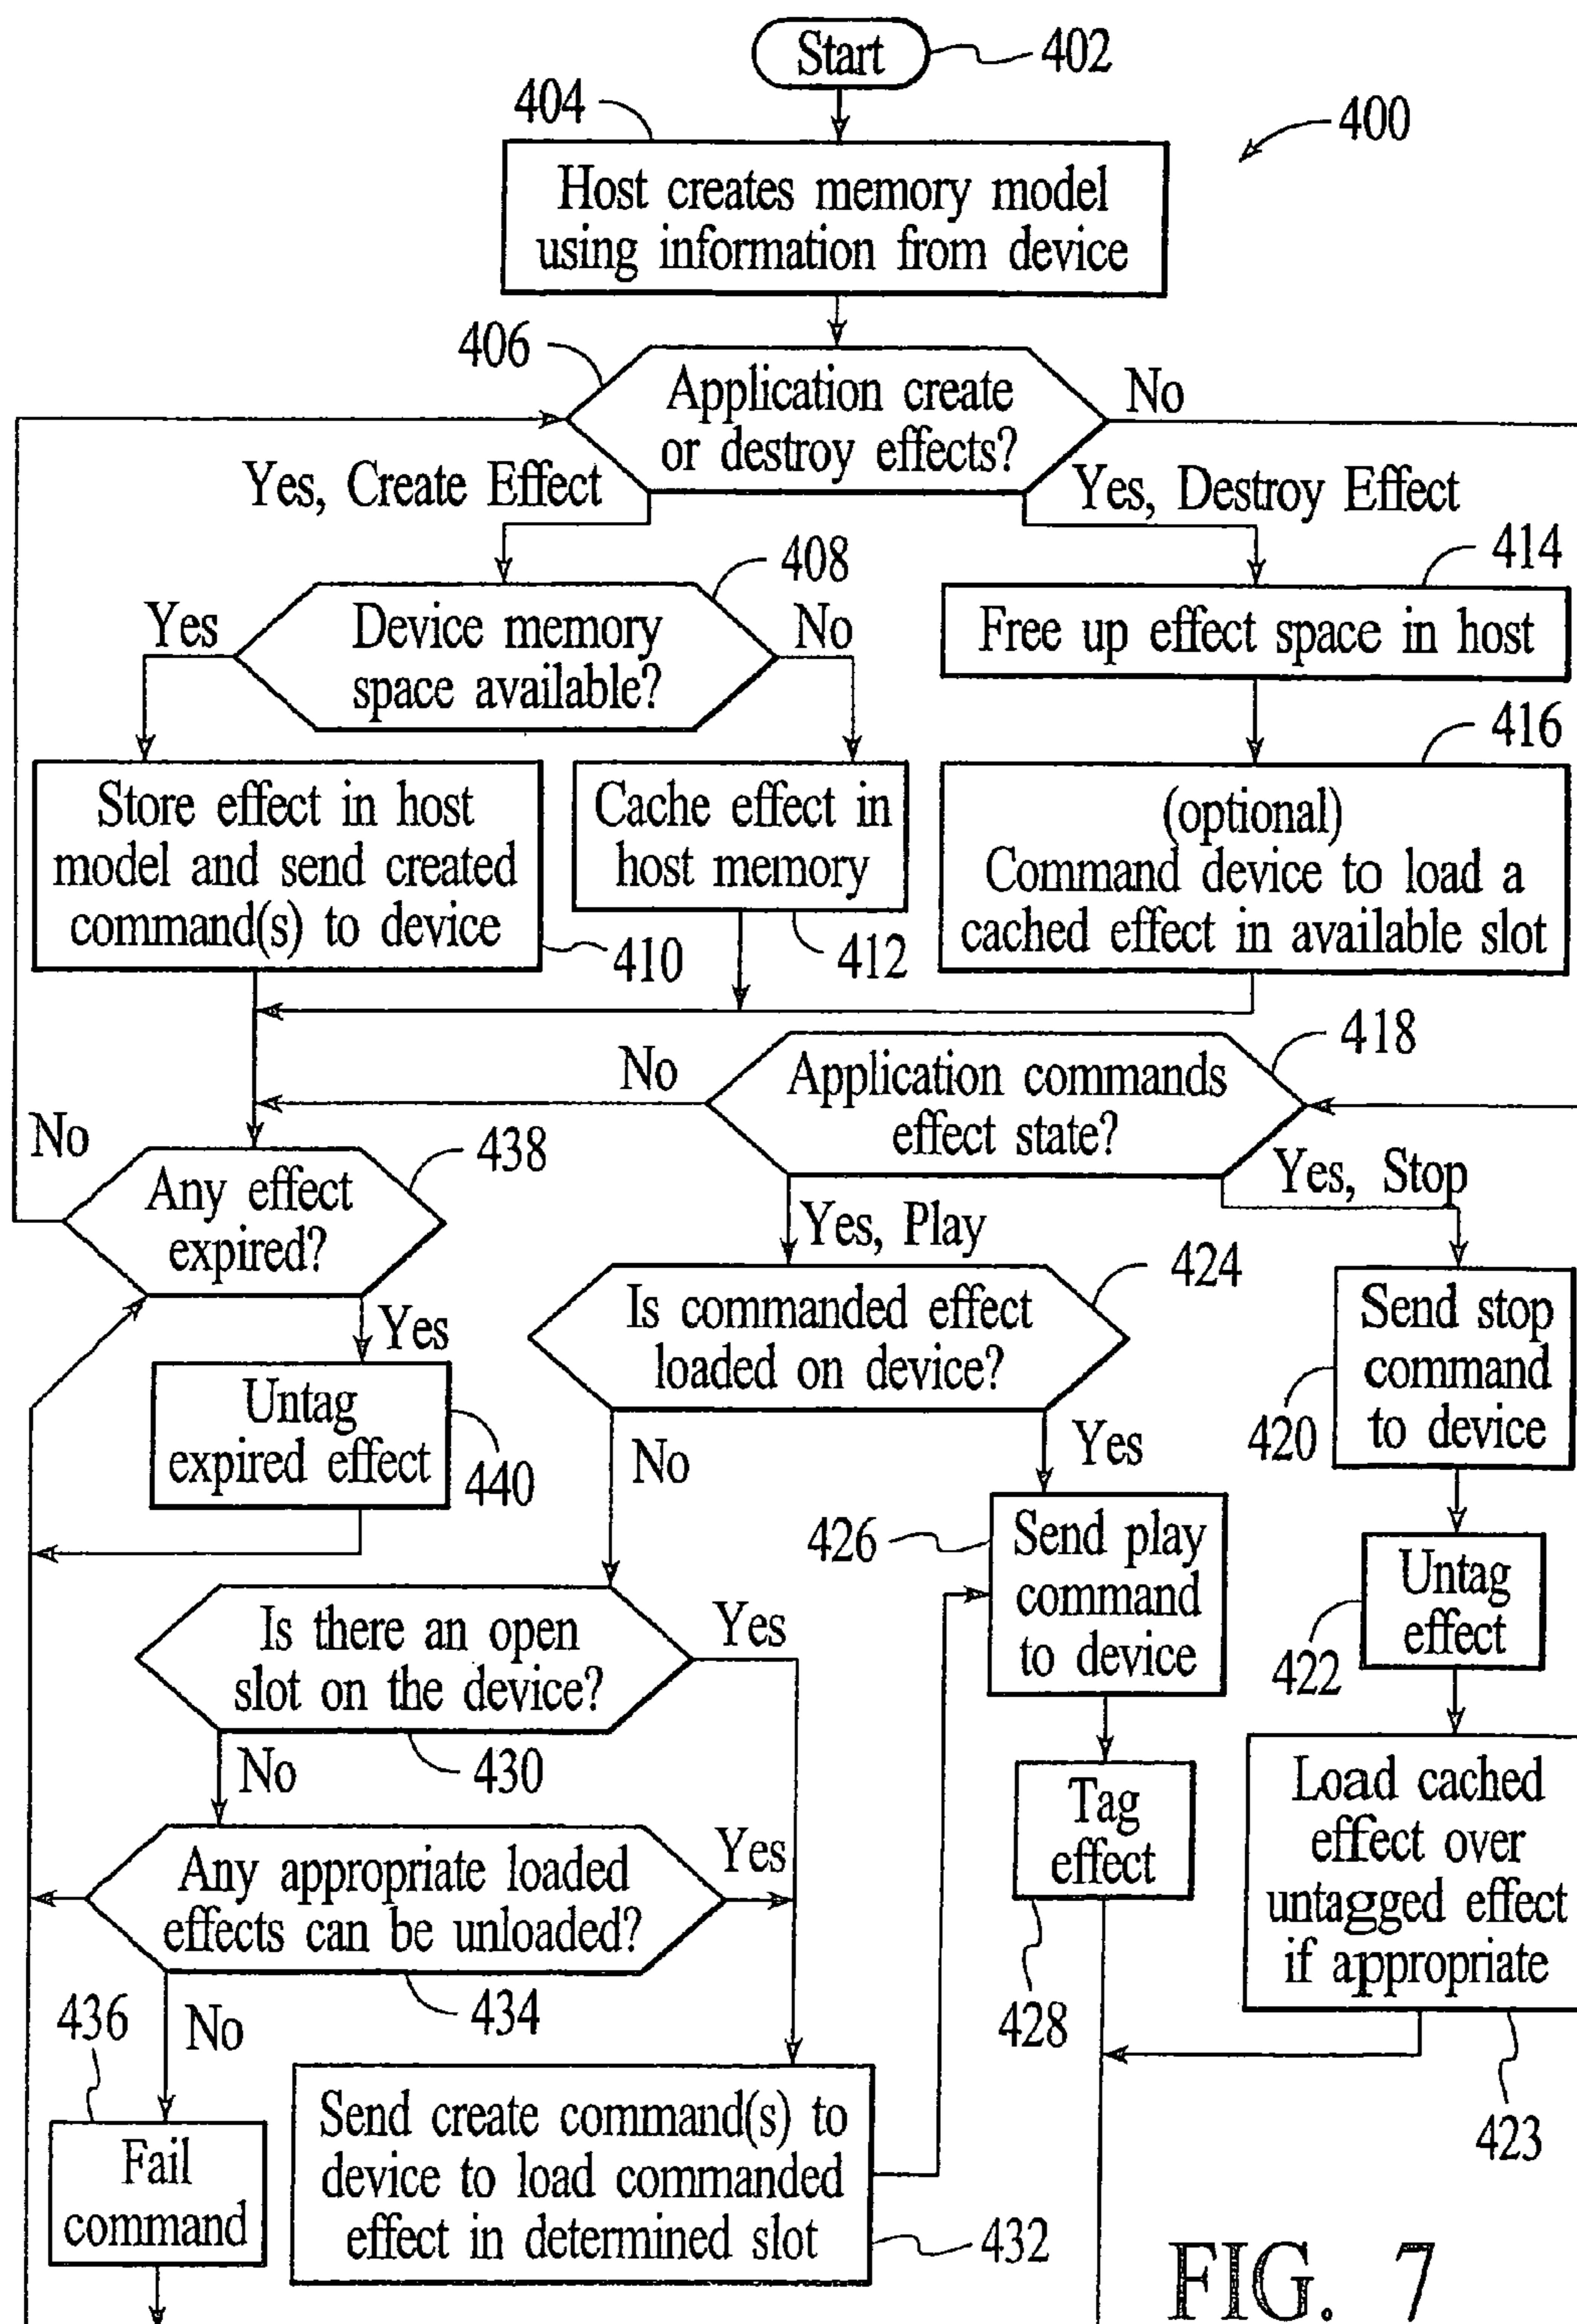 Start
402
404
400
Host creates memory model
using information from device
406
Application create
or destroy effects?
No
Yes, Create Effect
Yes, Destroy Effect
408
414
Yes
Device memory
space available?
No
Free up effect space in host
416
Store effect in host
model and send created
command(s) to device
410
Cache effect in
host memory
412
(optional)
Command device to load a
cached effect in available slot
418
No
Application commands
effect state?
No
438
Any effect
expired?
Yes, Stop
Yes, Play
424
Is commanded effect
loaded on device?
Send stop
command
to device
420
Yes
Untag
expired effect
440
No
Yes
426
Send play
command
to device
Untag
effect
422
Is there an open
slot on the device?
Yes
No
430
Tag
effect
428
Load cached
effect over
untagged effect
if appropriate
423
Any appropriate loaded
effects can be unloaded?
Yes
434
436
No
Fail
command
Send create command(s) to
device to load commanded
effect in determined slot
432
FIG. 7